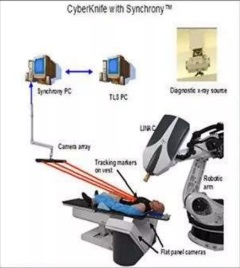 CyberKnife with Synchrony™
Synchrony PC
TLS PC
Diagnostic x-ray source
Camera array
LINAC
Tracking markers
on vest
Robotic
arm
Flat panel cameras